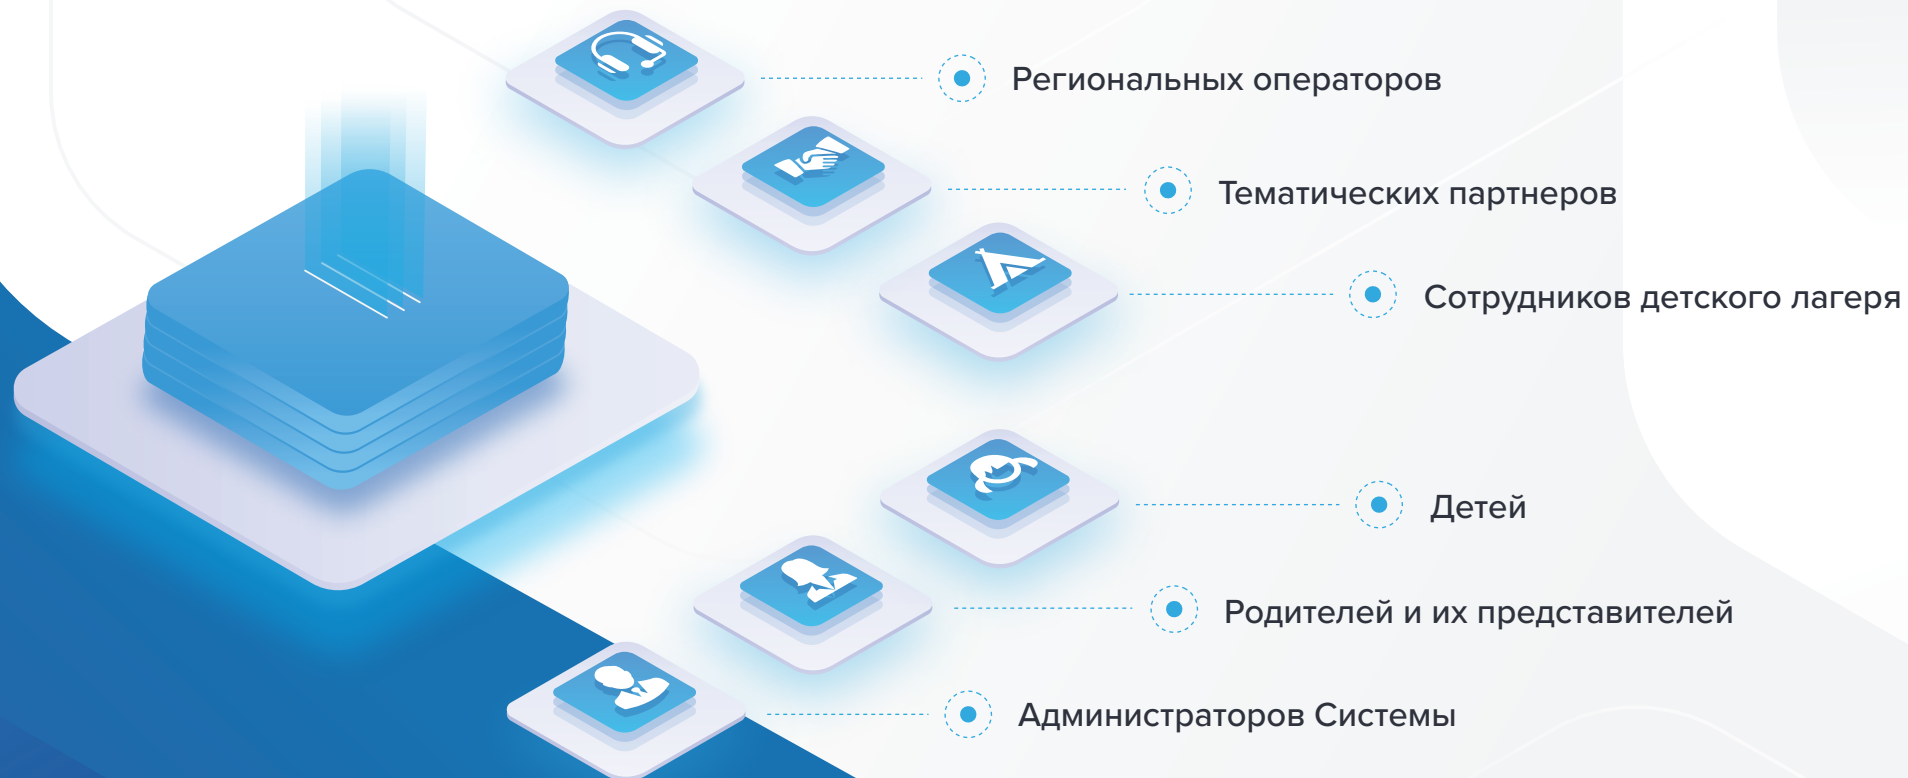 Региональных операторов
Тематических партнеров
Сотрудников детского лагеря
Детей
Родителей и их представителей
Администраторов Системы